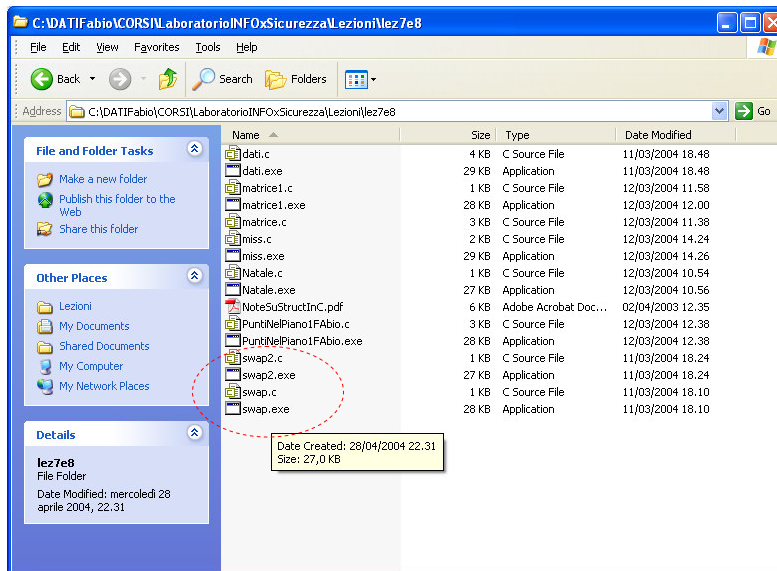 C:\DATIFabio\CORSI\LaboratorioINFOxSicurezza\Lezioni\lez7e8
File Edit View Favorites Tools Help
Back Search Folders
Address C:\DATIFabio\CORSI\LaboratorioINFOxSicurezza\Lezioni\lez7e8 Go
File and Folder Tasks
Make a new folder
Publish this folder to the
Web
Share this folder
Other Places
Lezioni
My Documents
Shared Documents
My Computer
My Network Places
Details
lez7e8
File Folder
Date Modified: mercoledì 28
aprile 2004, 22.31
Name Size Type Date Modified
dati.c 4 KB C Source File 11/03/2004 18.48
dati.exe 29 KB Application 11/03/2004 18.48
matrice1.c 1 KB C Source File 12/03/2004 11.58
matrice1.exe 28 KB Application 12/03/2004 12.00
matrice.c 3 KB C Source File 12/03/2004 11.38
miss.c 2 KB C Source File 12/03/2004 14.24
miss.exe 29 KB Application 12/03/2004 14.26
Natale.c 1 KB C Source File 12/03/2004 10.54
Natale.exe 27 KB Application 12/03/2004 10.56
NoteSuStructInC.pdf 6 KB Adobe Acrobat Doc... 02/04/2003 12.35
PuntiNelPiano1FAbio.c 3 KB C Source File 12/03/2004 12.38
PuntiNelPiano1FAbio.exe 28 KB Application 12/03/2004 12.38
swap2.c 1 KB C Source File 11/03/2004 18.24
swap2.exe 27 KB Application 11/03/2004 18.24
swap.c 1 KB C Source File 11/03/2004 18.10
swap.exe 28 KB Application 11/03/2004 18.10
Date Created: 28/04/2004 22.31
Size: 27,0 KB